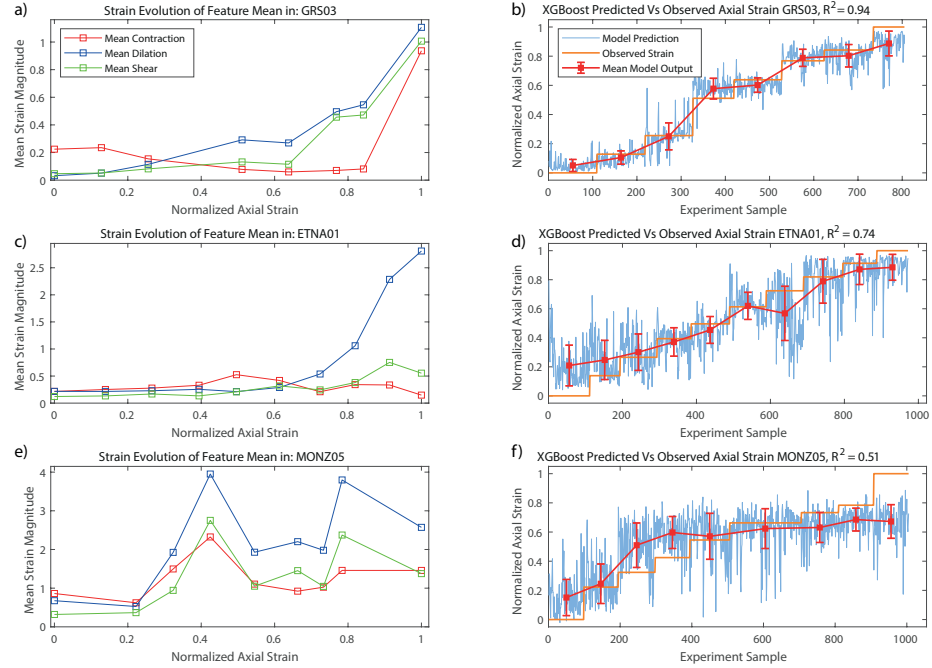 a)
Strain Evolution of Feature Mean in: GRS03
Mean Strain Magnitude
1
0.8
0.6
0.4
0.2
0
Mean Contraction
Mean Dilation
Mean Shear
0 0.2 0.4 0.6 0.8 1
Normalized Axial Strain
b)
XGBoost Predicted Vs Observed Axial Strain GRS03, R² = 0.94
Normalized Axial Strain
1
0.8
0.6
0.4
0.2
0
Model Prediction
Observed Strain
Mean Model Output
0 100 200 300 400 500 600 700 800
Experiment Sample
c)
Strain Evolution of Feature Mean in: ETNA01
Mean Strain Magnitude
2.5
2
1.5
1
0.5
0
0 0.2 0.4 0.6 0.8 1
Normalized Axial Strain
d)
XGBoost Predicted Vs Observed Axial Strain ETNA01, R² = 0.74
Normalized Axial Strain
1
0.8
0.6
0.4
0.2
0
0 200 400 600 800 1000
Experiment Sample
e)
Strain Evolution of Feature Mean in: MONZ05
Mean Strain Magnitude
4
3
2
1
0
0 0.2 0.4 0.6 0.8 1
Normalized Axial Strain
f)
XGBoost Predicted Vs Observed Axial Strain MONZ05, R² = 0.51
Normalized Axial Strain
1
0.8
0.6
0.4
0.2
0
0 200 400 600 800 1000
Experiment Sample